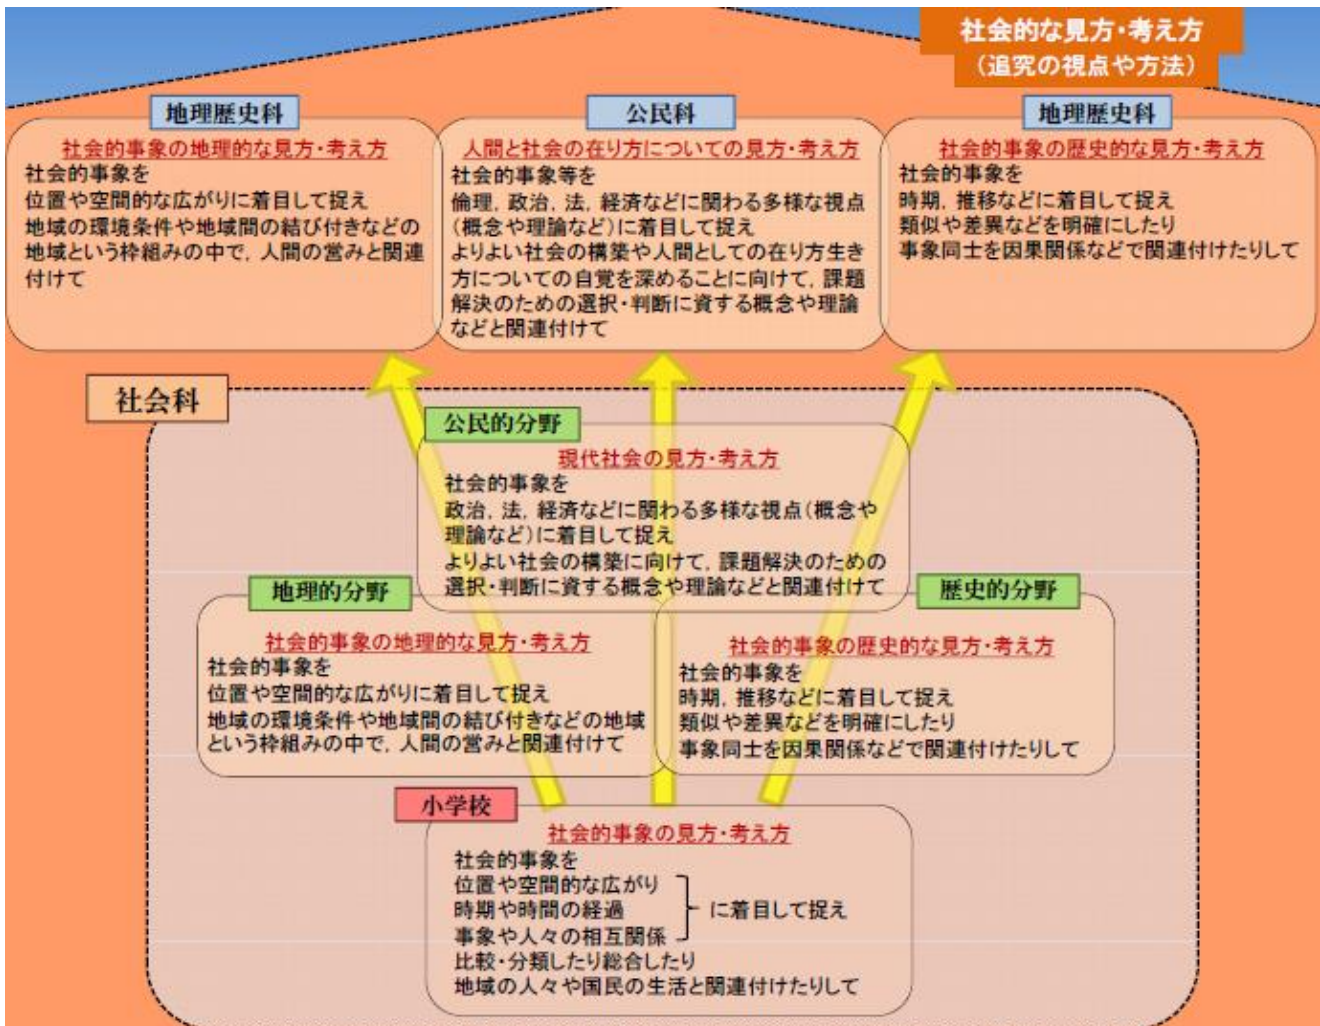 社会的な見方・考え方
(追究の視点や方法)
地理歴史科
社会的事象の地理的な見方・考え方
社会的事象を
位置や空間的な広がりに着目して捉え
地域の環境条件や地域間の結び付きなどの
地域という枠組みの中で,人間の営みと関連
付けて
公民科
人間と社会の在り方についての見方・考え方
社会的事象等を
倫理,政治,法,経済などに関わる多様な視点
(概念や理論など)に着目して捉え
よりよい社会の構築や人間としての在り方生き
方についての自覚を深めることに向けて,課題
解決のための選択・判断に資する概念や理論
などと関連付けて
地理歴史科
社会的事象の歴史的な見方・考え方
社会的事象を
時期,推移などに着目して捉え
類似や差異などを明確にしたり
事象同士を因果関係などで関連付けたりして
社会科
公民的分野
現代社会の見方・考え方
社会的事象を
政治,法,経済などに関わる多様な視点(概念や
理論など)に着目して捉え
よりよい社会の構築に向けて,課題解決のための
選択・判断に資する概念や理論などと関連付けて
地理的分野
社会的事象の地理的な見方・考え方
社会的事象を
位置や空間的な広がりに着目して捉え
地域の環境条件や地域間の結び付きなどの地域
という枠組みの中で,人間の営みと関連付けて
歴史的分野
社会的事象の歴史的な見方・考え方
社会的事象を
時期,推移などに着目して捉え
類似や差異などを明確にしたり
事象同士を因果関係などで関連付けたりして
小学校
社会的事象の見方・考え方
社会的事象を
位置や空間的な広がり
時期や時間の経過
事象や人々の相互関係
に着目して捉え
比較・分類したり総合したり
地域の人々や国民の生活と関連付けたりして